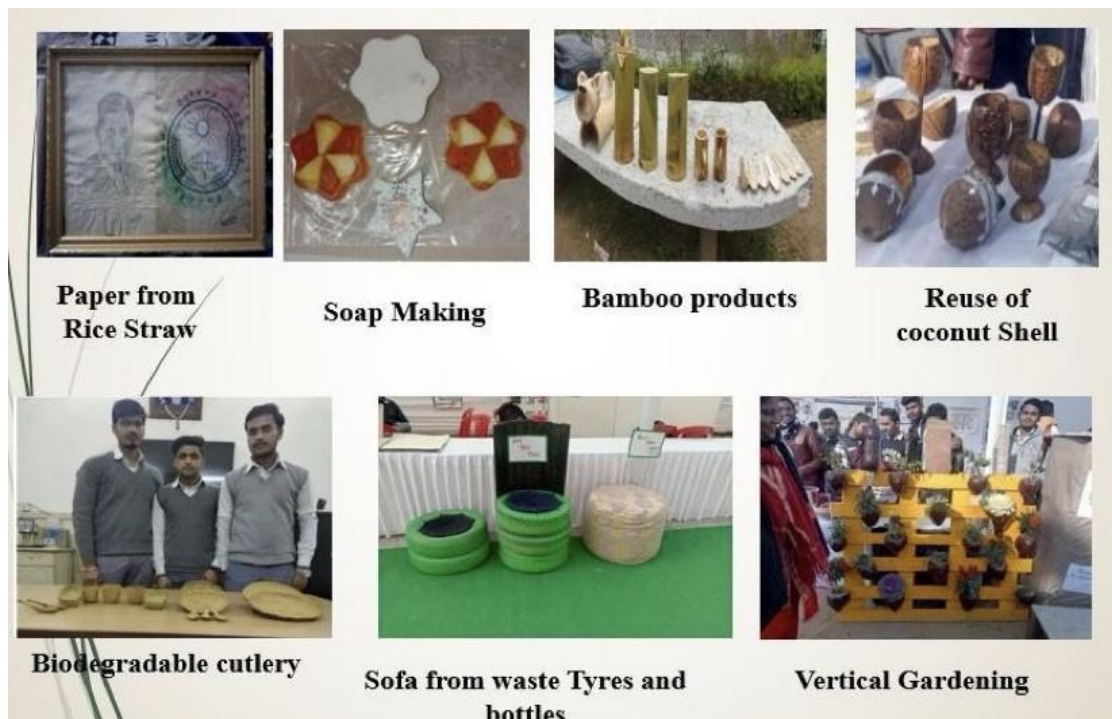 Paper from
Rice Straw
Soap Making
Bamboo products
Reuse of
coconut Shell
Biodegradable cutlery
Sofa from waste Tyres and
bottles
Vertical Gardening